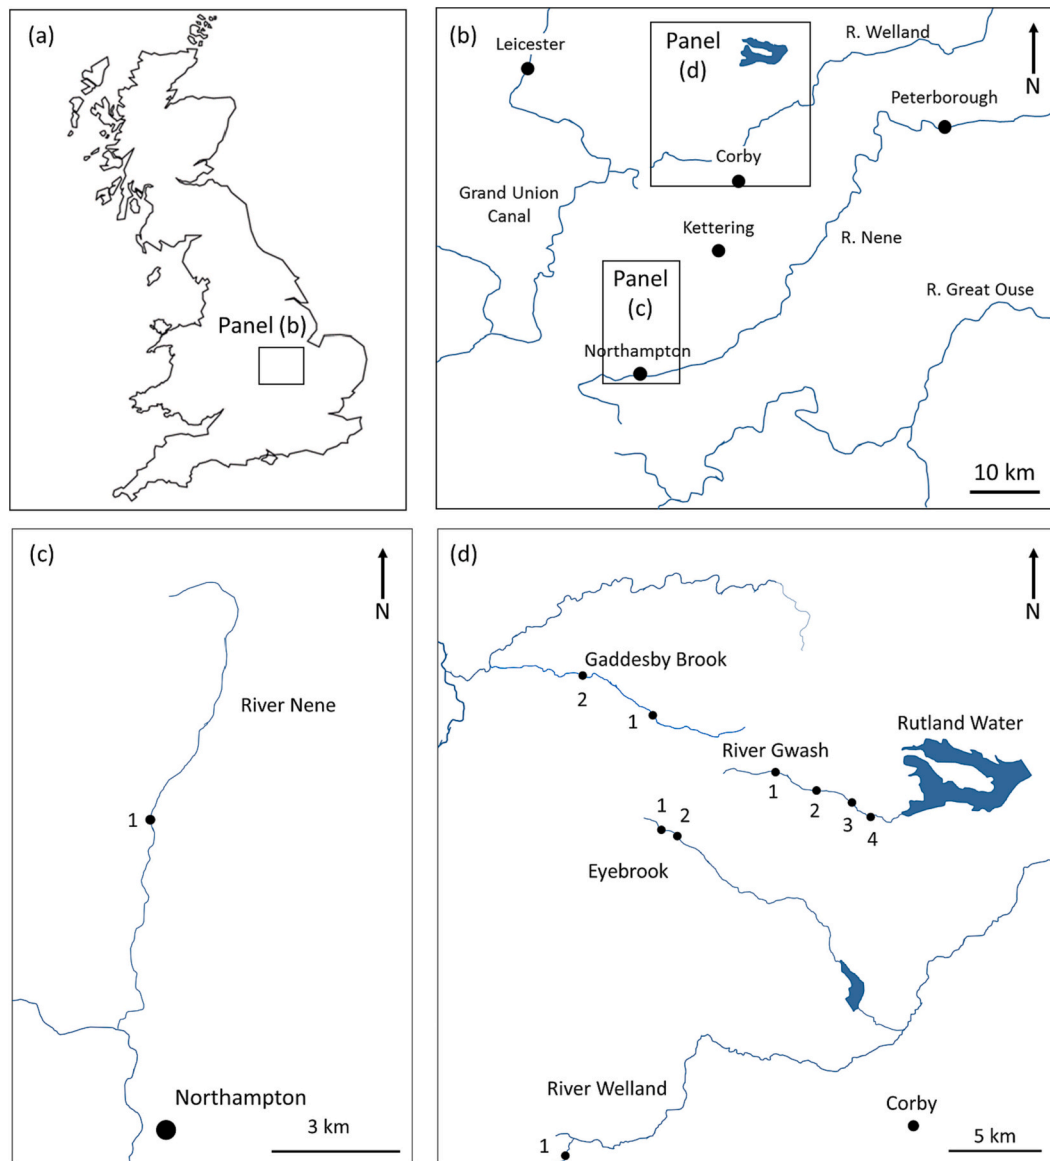 (a)
Panel (b)
(b)
Leicester
Panel
(d)
R. Welland
N
Peterborough
Corby
Grand Union
Canal
Kettering
R. Nene
Panel
(c)
R. Great Ouse
Northampton
10 km
(c)
N
River Nene
1
Northampton
3 km
(d)
N
Gaddesby Brook
2
1
Rutland Water
River Gwash
1
2
3
4
1
2
Eyebrook
River Welland
1
Corby
5 km